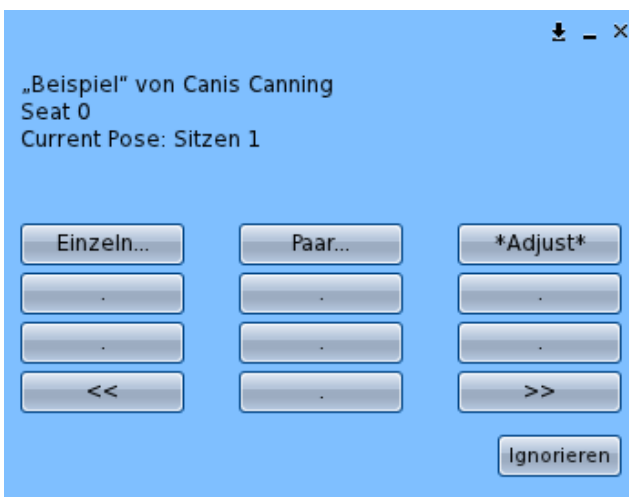 „Beispiel“ von Canis Canning
Seat 0
Current Pose: Sitzen 1
Einzeln... Paar... *Adjust*
. . .
. . .
<< . >>
Ignorieren